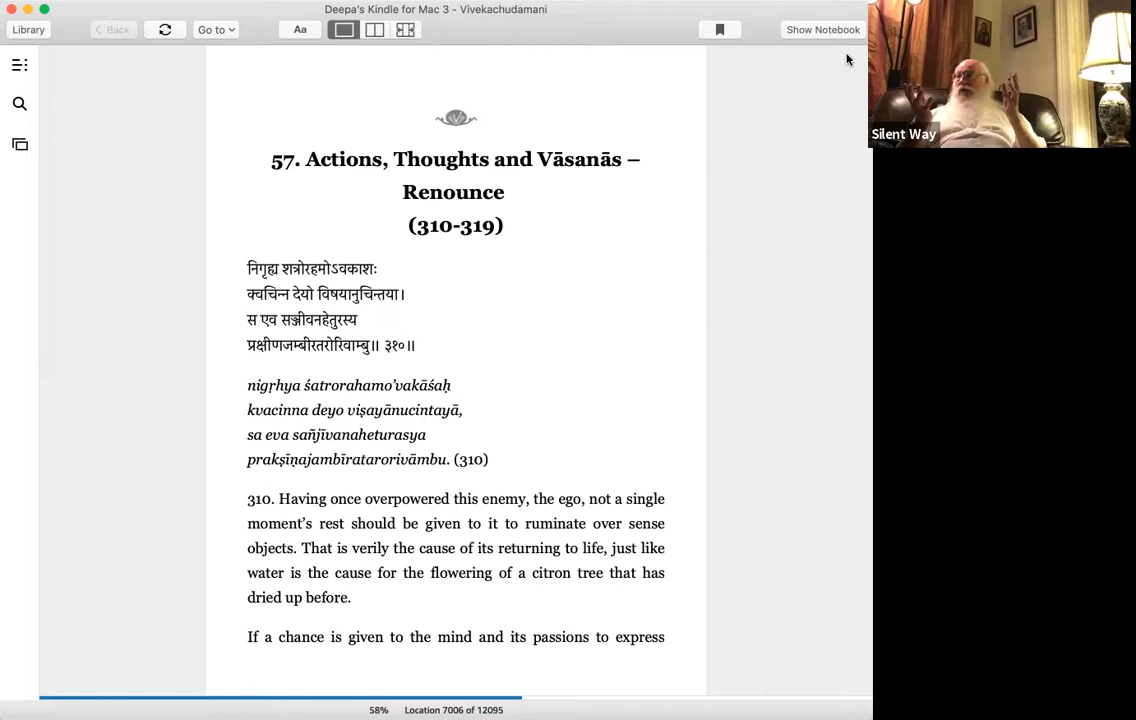 Deepa's Kindle for Mac 3 - Vivekachudamani
Library
Back
Go to
Aa
Show Notebook
Silent Way
57. Actions, Thoughts and Vāsanās –
Renounce
(310-319)
निगृह्य शत्रोरहमोऽवकाशः
क्वचिन्न देयो विषयानुचिन्तया।
स एव सञ्जीवनहेतुरस्य
प्रक्षीणजम्बीरतरोरिवाम्बु॥ ३१०॥
nigṛhya śatrorahamo'vakāśaḥ
kvacinna deyo viṣayānucintayā,
sa eva sañjīvanaheturasya
prakṣīṇajambīratarorivāmbu. (310)
310. Having once overpowered this enemy, the ego, not a single
moment's rest should be given to it to ruminate over sense
objects. That is verily the cause of its returning to life, just like
water is the cause for the flowering of a citron tree that has
dried up before.
If a chance is given to the mind and its passions to express
58%
Location 7006 of 12095